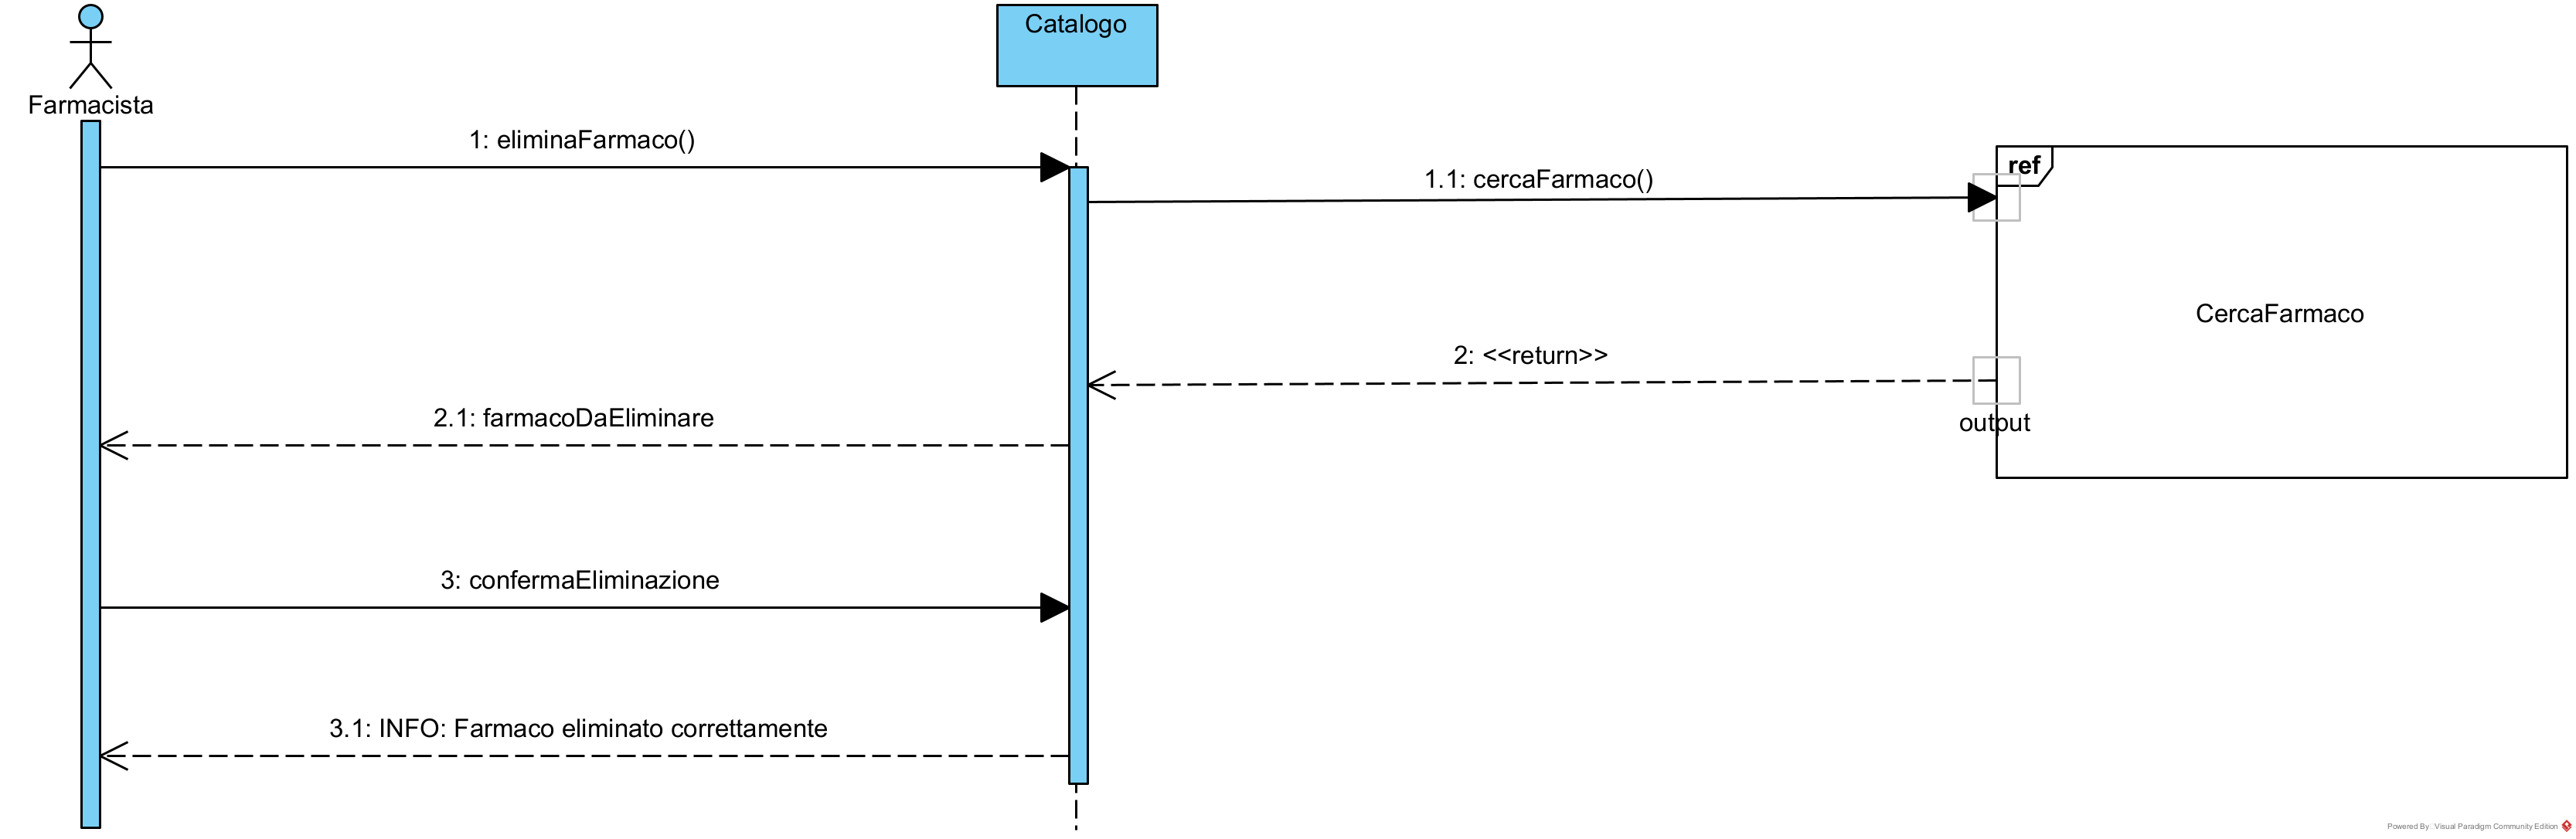 Catalogo
Farmacista
1: eliminaFarmaco()
ref
1.1: cercaFarmaco()
CercaFarmaco
2: <<return>>
2.1: farmacoDaEliminare
output
3: confermaEliminazione
3.1: INFO: Farmaco eliminato correttamente
Powered By Visual Paradigm Community Edition